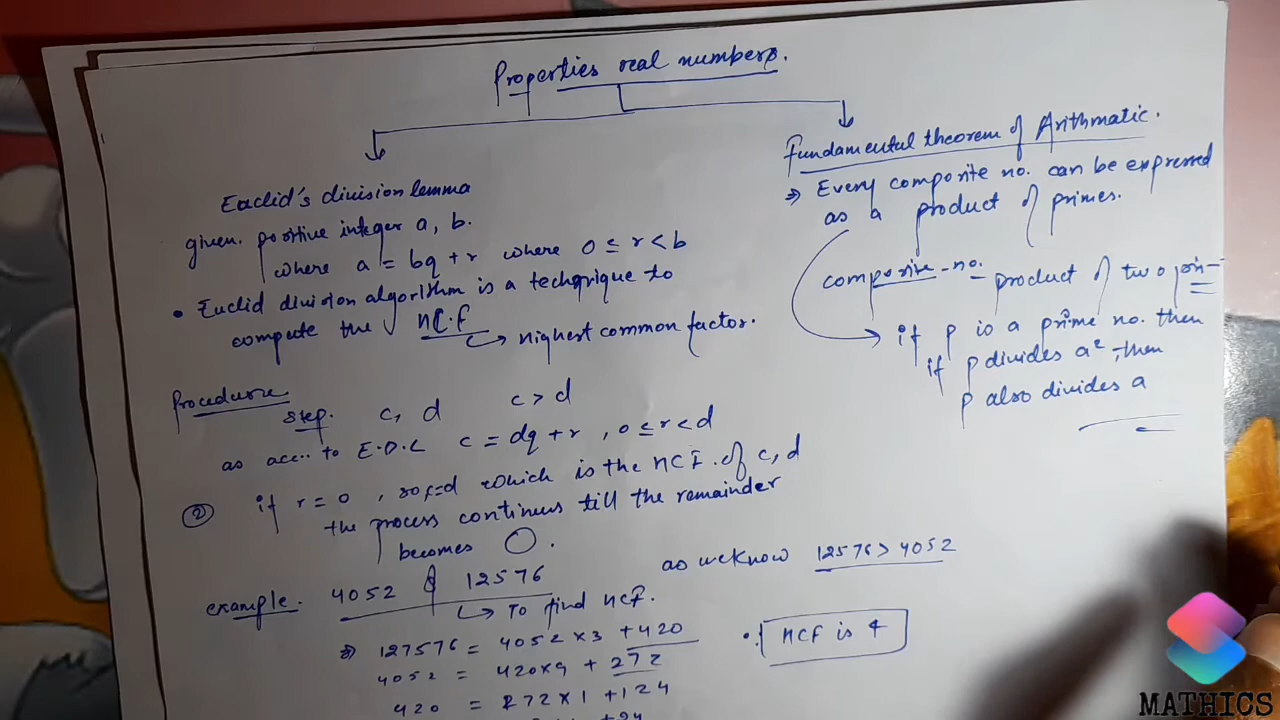 Properties real numbers.
Euclid's division lemma
given. positive integer a, b.
where a = bq + r where 0 ≤ r < b
• Euclid division algorithm is a technique to
compute the H.C.F
→ Highest common factor.
Procedure
step. c, d c > d
as acc.. to E.D.L c = dq + r , 0 ≤ r < d
② if r = 0 , so d which is the HCF. of c, d
the process continues till the remainder
becomes 0.
example. 4052 & 12576
→ To find HCF.
as we know 12576 > 4052
⇒ 127576 = 4052 × 3 + 420
4052 = 420 × 9 + 272
420 = 272 × 1 + 124
+ 24
∴ HCF is 4
Fundamental theorem of Arithmatic.
⇒ Every composite no. can be expressed
as a product of primes.
composite - no. - product of two
→ if p is a prime no. then
if p divides a², then
p also divides a
MATHICS